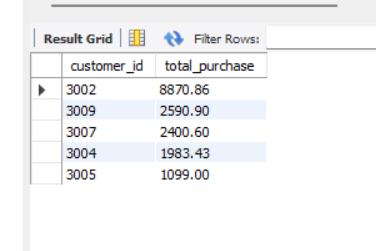 Result Grid Filter Rows:
customer_id total_purchase
3002 8870.86
3009 2590.90
3007 2400.60
3004 1983.43
3005 1099.00